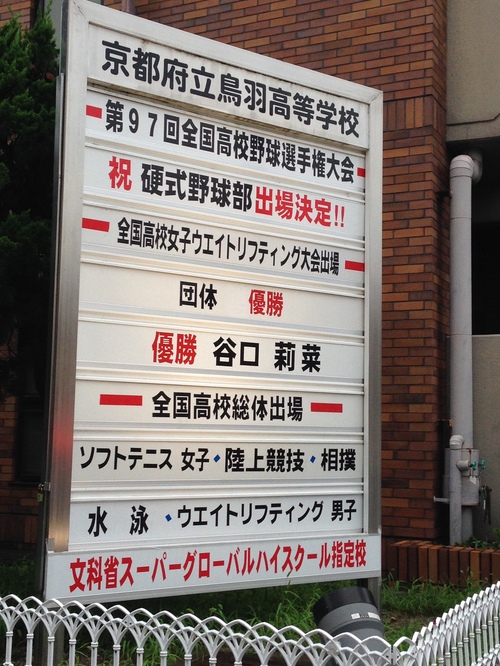 京都府立鳥羽高等学校
第97回全国高校野球選手権大会
祝 硬式野球部出場決定!!
全国高校女子ウエイトリフティング大会出場
団体 優勝
優勝 谷口 莉菜
全国高校総体出場
ソフトテニス 女子・陸上競技・相撲
水 泳 ・ウエイトリフティング 男子
文科省スーパーグローバルハイスクール指定校